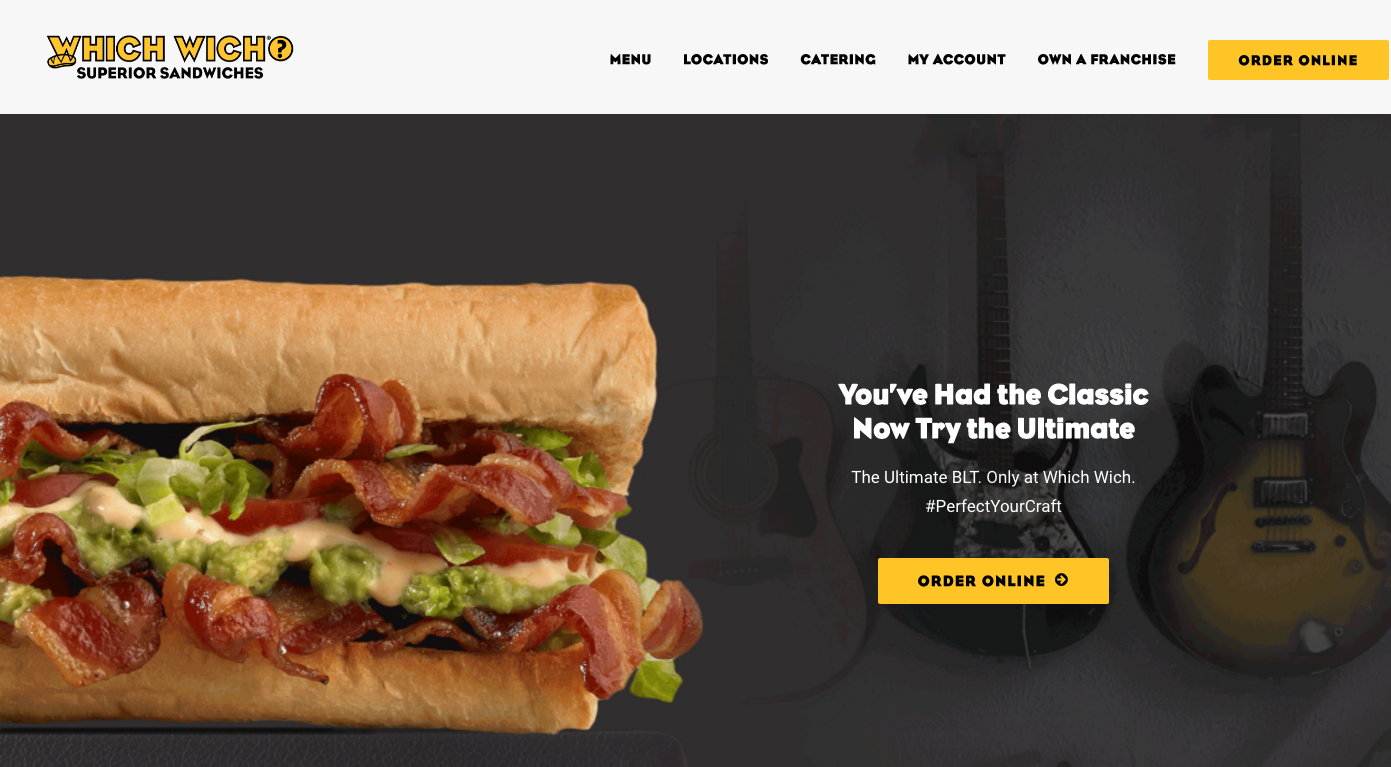 WHICH WICH®?
SUPERIOR SANDWICHES
MENU LOCATIONS CATERING MY ACCOUNT OWN A FRANCHISE ORDER ONLINE
You've Had the Classic
Now Try the Ultimate
The Ultimate BLT. Only at Which Wich.
#PerfectYourCraft
ORDER ONLINE